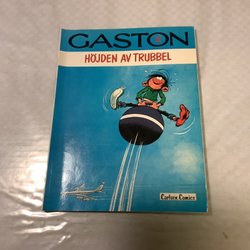 GASTON
HÖJDEN AV TRUBBEL
Carlsen Comics